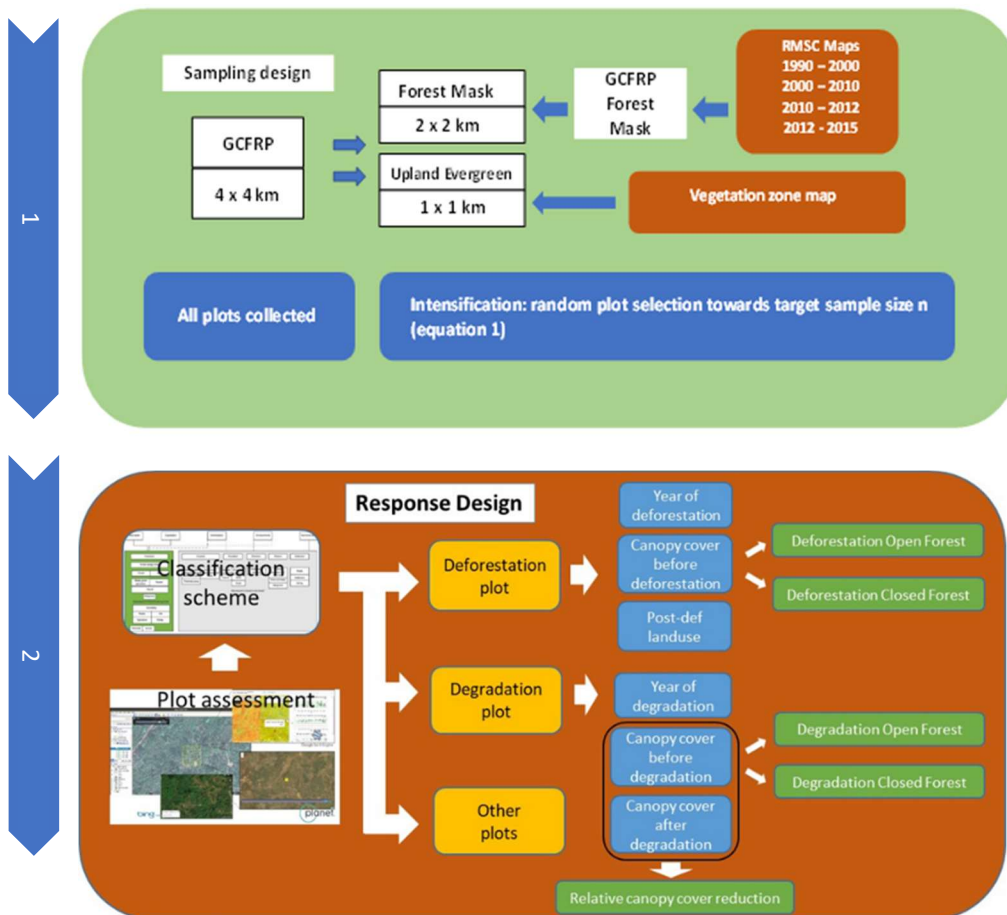 1
Sampling design
GCFRP
4 x 4 km
Forest Mask
2 x 2 km
Upland Evergreen
1 x 1 km
GCFRP
Forest
Mask
RMSC Maps
1990 – 2000
2000 – 2010
2010 – 2012
2012 - 2015
Vegetation zone map
All plots collected
Intensification: random plot selection towards target sample size n
(equation 1)
2
Response Design
Classification
scheme
Plot assessment
bing
planet
Deforestation
plot
Degradation
plot
Other
plots
Year of
deforestation
Canopy cover
before
deforestation
Post-def
landuse
Deforestation Open Forest
Deforestation Closed Forest
Year of
degradation
Canopy cover
before
degradation
Canopy cover
after
degradation
Degradation Open Forest
Degradation Closed Forest
Relative canopy cover reduction